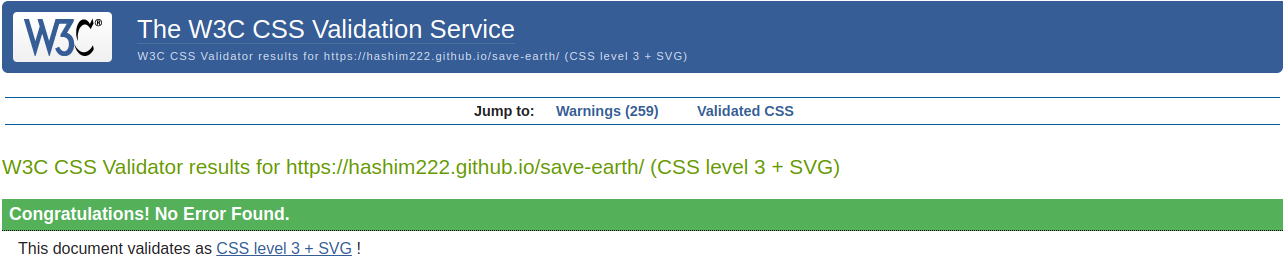 W3C®
The W3C CSS Validation Service
W3C CSS Validator results for https://hashim222.github.io/save-earth/ (CSS level 3 + SVG)
Jump to: Warnings (259) Validated CSS
W3C CSS Validator results for https://hashim222.github.io/save-earth/ (CSS level 3 + SVG)
Congratulations! No Error Found.
This document validates as CSS level 3 + SVG !